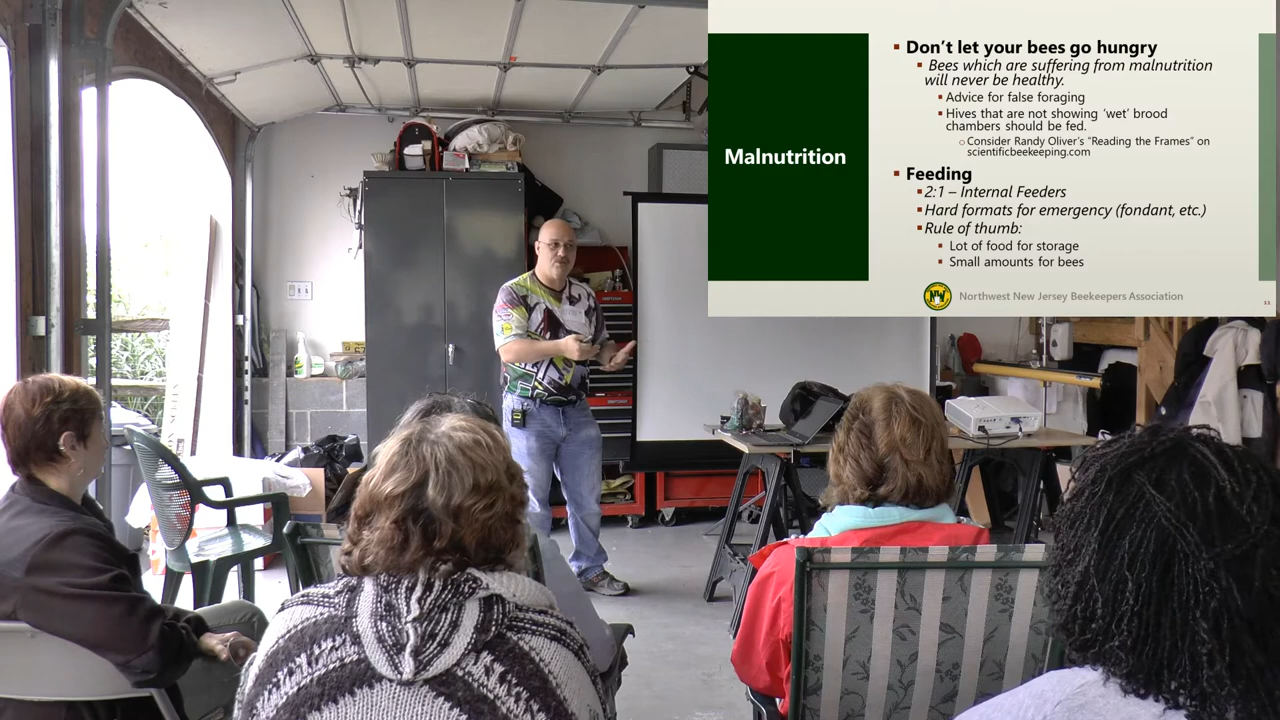 Malnutrition
Don't let your bees go hungry
Bees which are suffering from malnutrition
will never be healthy.
Advice for false foraging
Hives that are not showing 'wet' brood
chambers should be fed.
Consider Randy Oliver's "Reading the Frames" on
scientificbeekeeping.com
Feeding
2:1 – Internal Feeders
Hard formats for emergency (fondant, etc.)
Rule of thumb:
Lot of food for storage
Small amounts for bees
NW
Northwest New Jersey Beekeepers Association
11